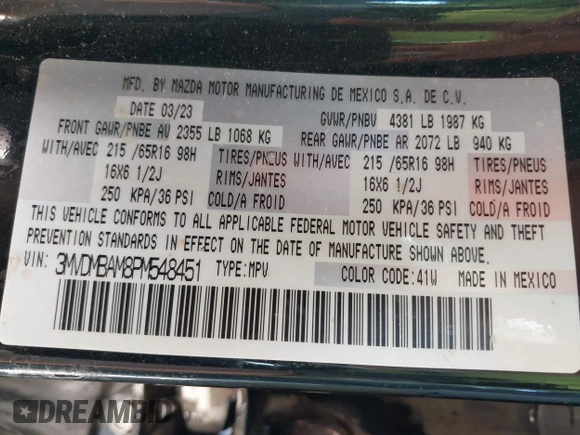 MFD. BY MAZDA MOTOR MANUFACTURING DE MEXICO S.A. DE C.V.
DATE 03/23 GVWR/PNBV 4381 LB 1987 KG
FRONT GAWR/PNBE AV 2355 LB 1068 KG REAR GAWR/PNBE AR 2072 LB 940 KG
WITH/AVEC 215 /65R16 98H TIRES/PNEUS WITH/AVEC 215 /65R16 98H TIRES/PNEUS
16X6 1/2J RIMS/JANTES 16X6 1/2J RIMS/JANTES
250 KPA/36 PSI COLD/A FROID 250 KPA/36 PSI COLD/A FROID
THIS VEHICLE CONFORMS TO ALL APPLICABLE FEDERAL MOTOR VEHICLE SAFETY AND THEFT
PREVENTION STANDARDS IN EFFECT ON THE DATE OF MANUFACTURE SHOWN ABOVE.
VIN: 3MVDMBAM8PM548451 TYPE:MPV COLOR CODE:41W MADE IN MEXICO
DREAMBID